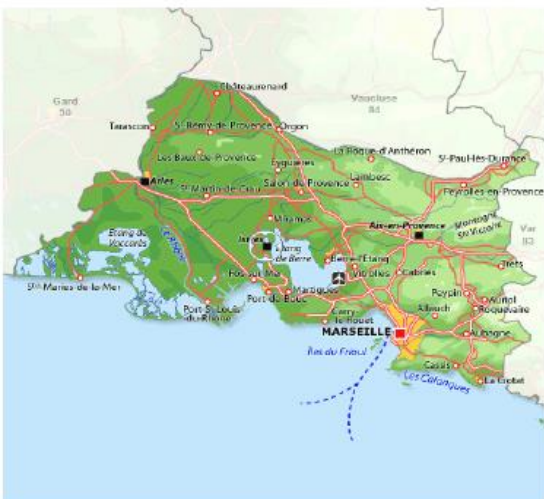 Châteaurenard
Gard
30
Vaucluse
84
Tarascon
St-Rémy-de-Provence
Orgon
La Roque-d'Anthéron
Les Baux-de-Provence
Eyguières
St-Paul-lès-Durance
Arles
Salon de Provence
Lambesc
Peyrolles-en-Provence
St-Martin-de-Crau
Miramas
Aix-en-Provence
Montagne
Ste Victoire
Var
83
Étang de
Vaccarès
Le Rhône
Istres
Étang
de Berre
Berre-l'Étang
Vitrolles
Cabriès
Trets
Stes Maries-de-la-Mer
Fos-sur-Mer
Martigues
Port-de-Bouc
Peypin
Auriol
Roquevaire
Port-St-Louis
-du-Rhône
Carry-
le-Rouet
Allauch
MARSEILLE
Aubagne
Îles du Frioul
Cassis
Les Calanques
La Ciotat